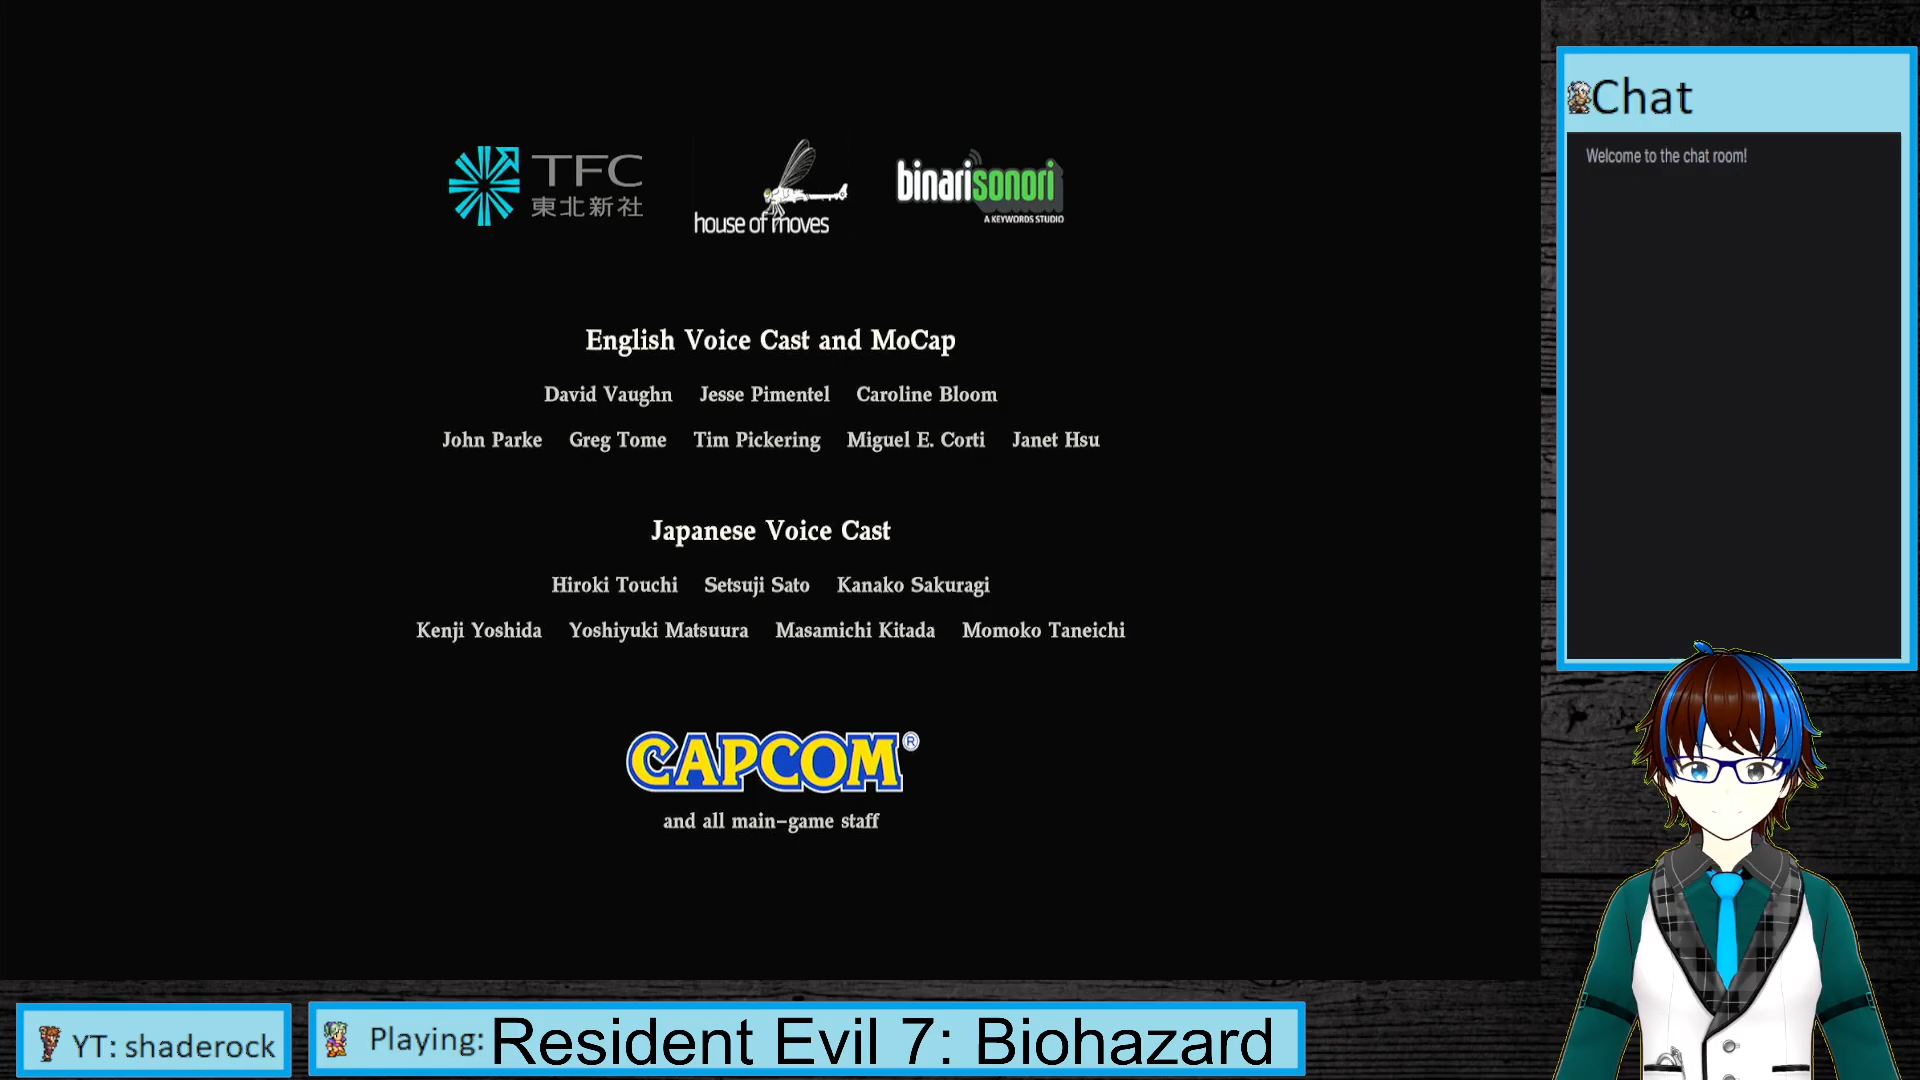 TFC
東北新社
house of moves
binarisonori
A KEYWORDS STUDIO
English Voice Cast and MoCap
David Vaughn Jesse Pimentel Caroline Bloom
John Parke Greg Tome Tim Pickering Miguel E. Corti Janet Hsu
Japanese Voice Cast
Hiroki Touchi Setsuji Sato Kanako Sakuragi
Kenji Yoshida Yoshiyuki Matsuura Masamichi Kitada Momoko Taneichi
CAPCOM®
and all main-game staff
Chat
Welcome to the chat room!
YT: shaderock
Playing: Resident Evil 7: Biohazard